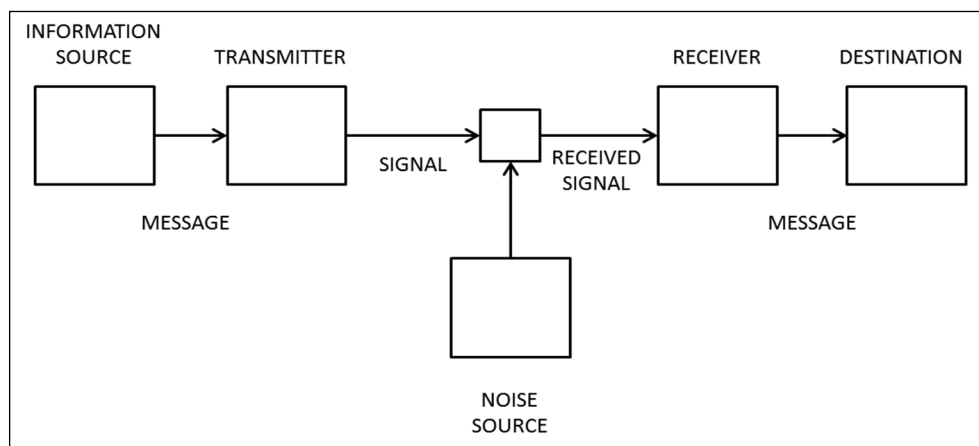 INFORMATION
SOURCE
TRANSMITTER
RECEIVER
DESTINATION
SIGNAL
RECEIVED
SIGNAL
MESSAGE
MESSAGE
NOISE
SOURCE